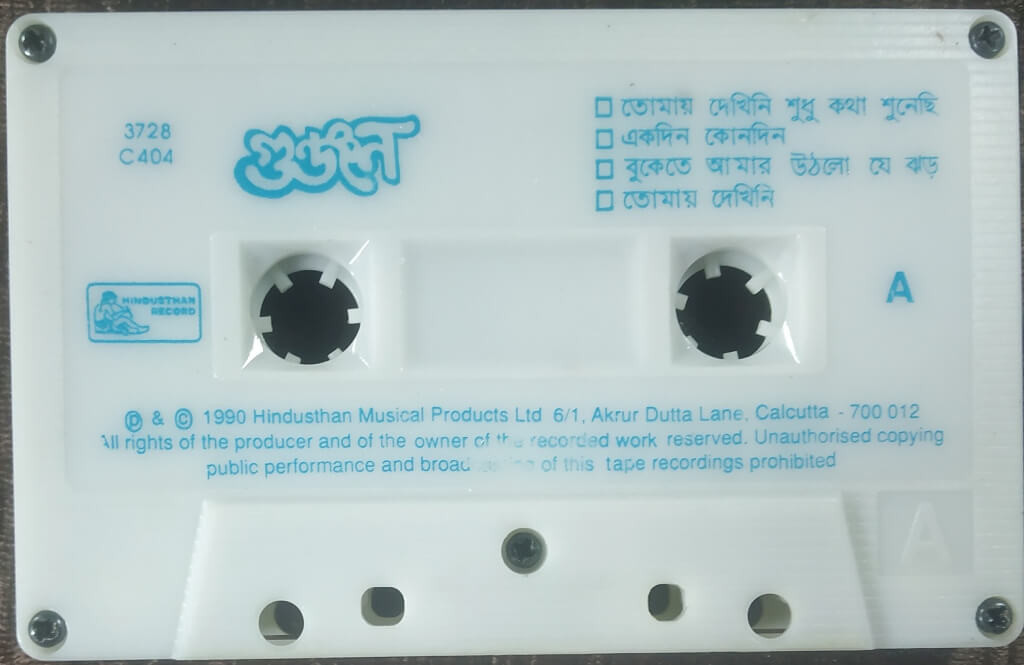 3728
C404
গুপ্তধন
তোমায় দেখিনি শুধু কথা শুনেছি
একদিন কোনদিন
বুকেতে আমার উঠলো যে ঝড়
তোমায় দেখিনি
HINDUSTHAN
RECORD
A
℗ & © 1990 Hindusthan Musical Products Ltd 6/1, Akrur Dutta Lane, Calcutta - 700 012
All rights of the producer and of the owner of the recorded work reserved. Unauthorised copying
public performance and broadcasting of this tape recordings prohibited
A